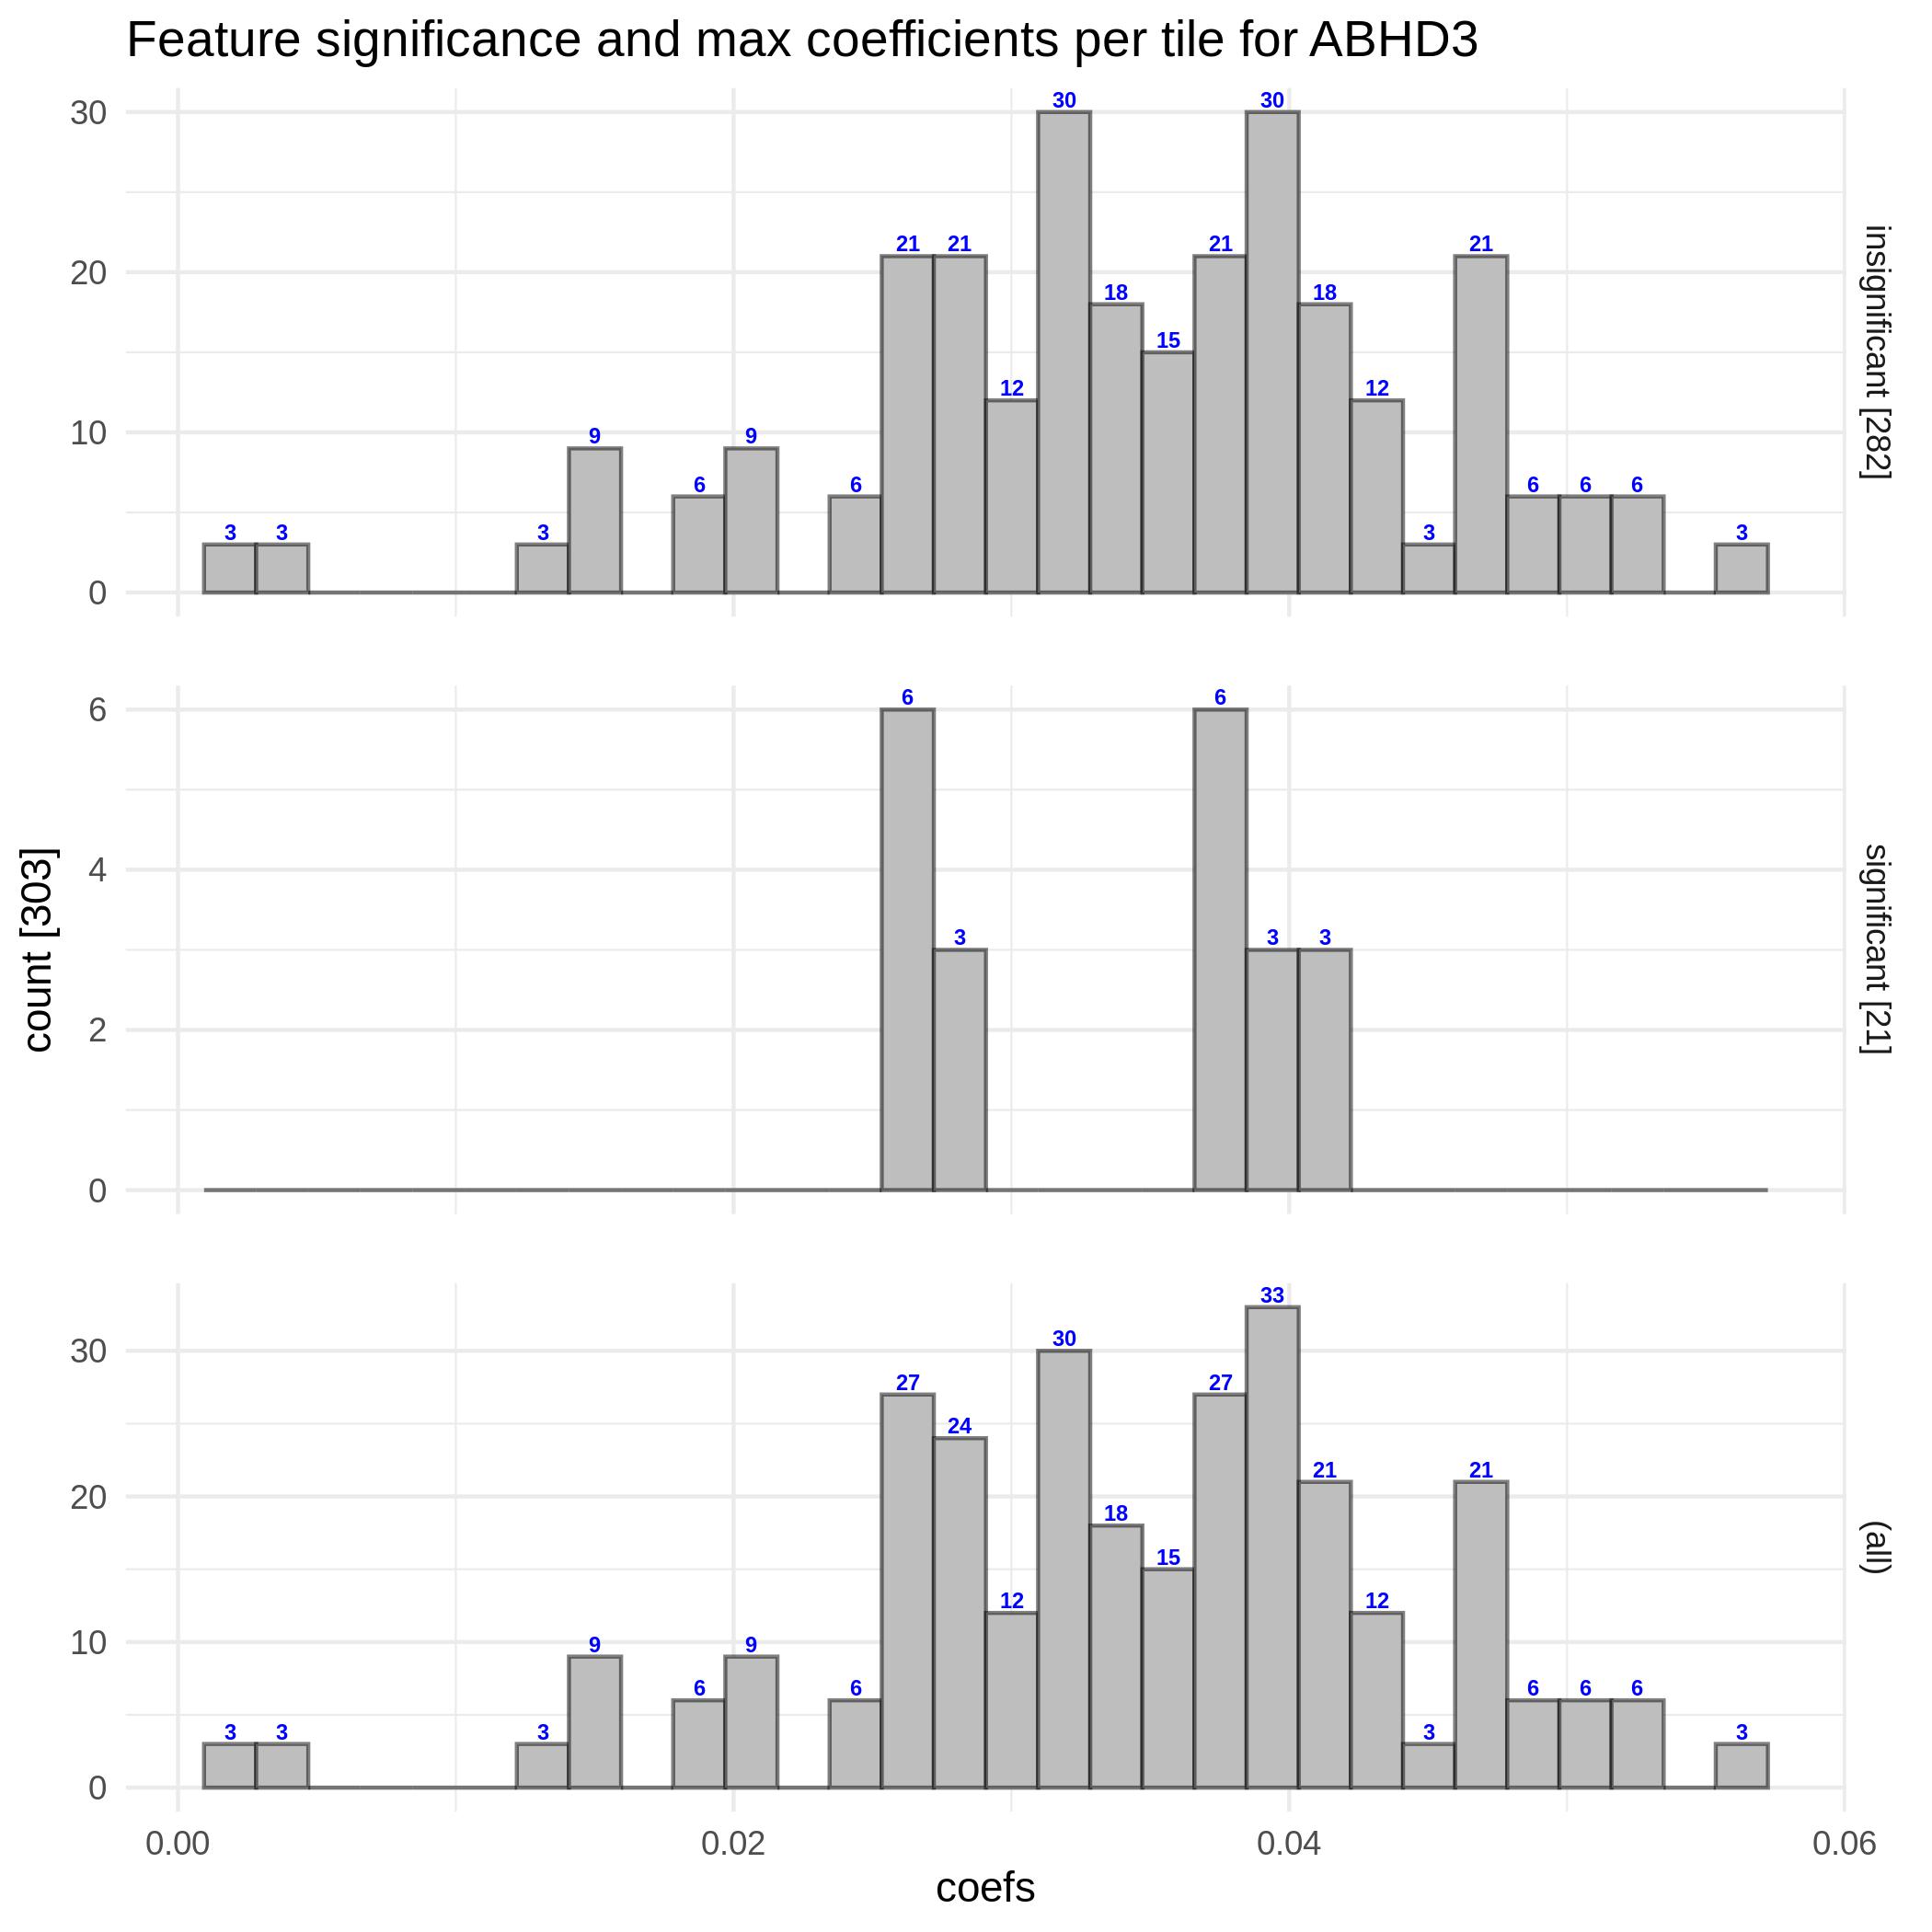 Feature significance and max coefficients per tile for ABHD3
30
20
10
0
3 3 3 9 6 9 6 21 21 12 30 18 15 21 30 18 12 3 21 6 6 6 3
insignificant [282]
count [303]
6
4
2
0
6 3 6 3 3
significant [21]
30
20
10
0
3 3 3 9 6 9 6 27 24 12 30 18 15 27 33 21 12 3 21 6 6 6 3
(all)
0.00 0.02 0.04 0.06
coefs